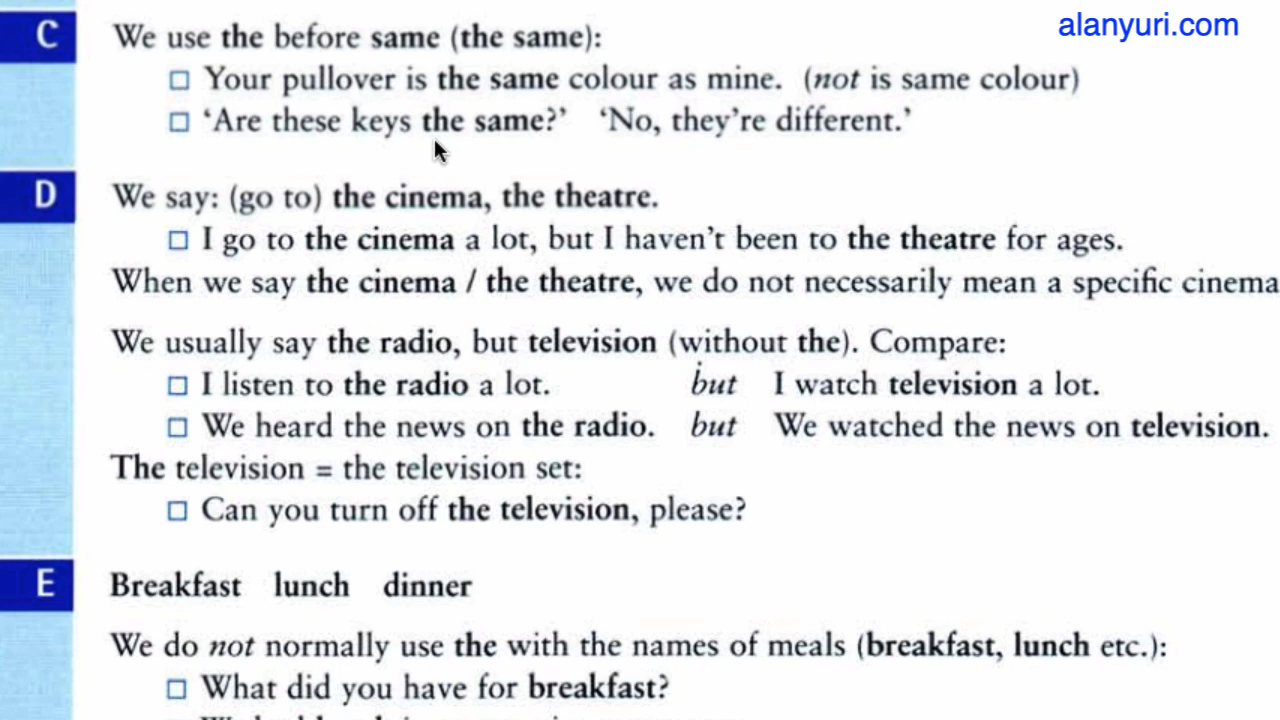 alanyuri.com
C
We use the before same (the same):
Your pullover is the same colour as mine. (not is same colour)
‘Are these keys the same?’ ‘No, they’re different.’
D
We say: (go to) the cinema, the theatre.
I go to the cinema a lot, but I haven’t been to the theatre for ages.
When we say the cinema / the theatre, we do not necessarily mean a specific cinema
We usually say the radio, but television (without the). Compare:
I listen to the radio a lot. but I watch television a lot.
We heard the news on the radio. but We watched the news on television.
The television = the television set:
Can you turn off the television, please?
E
Breakfast lunch dinner
We do not normally use the with the names of meals (breakfast, lunch etc.):
What did you have for breakfast?